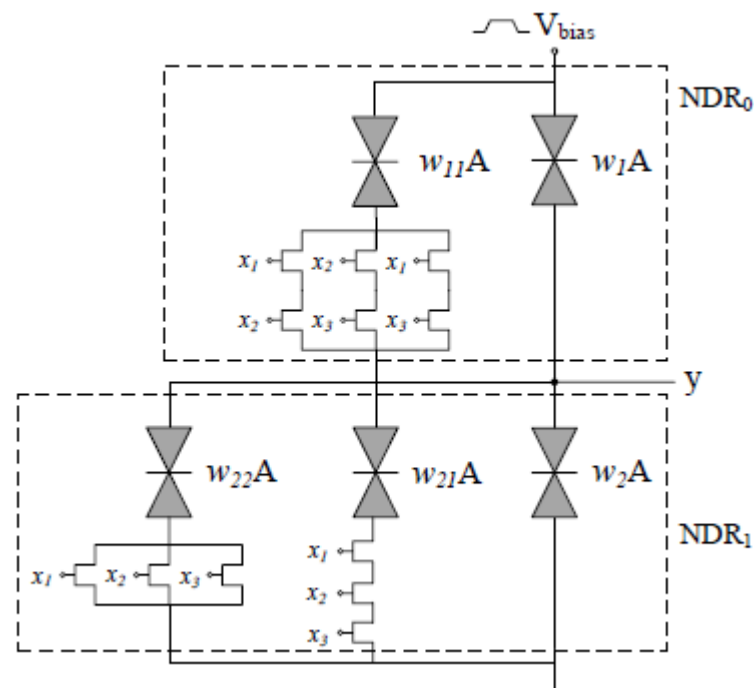 V_bias
NDR_0
w_11A w_1A
x_1 x_2 x_1
x_2 x_3 x_3
y
w_22A w_21A w_2A
NDR_1
x_1
x_1 x_2 x_3
x_2
x_3